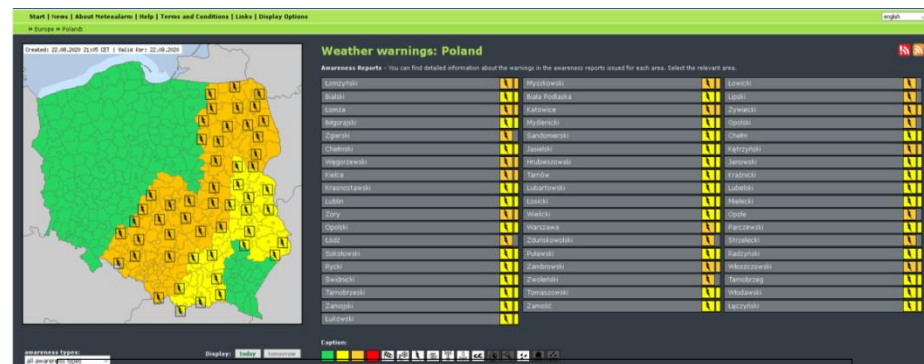 Start | News | About Meteoalarm | Help | Terms and Conditions | Links | Display Options
english
» Europe » Poland:
Created: 22.08.2020 21:05 CET | Valid for: 22.08.2020
Weather warnings: Poland
Awareness Reports - You can find detailed information about the warnings in the awareness reports issued for each area. Select the relevant area.
Łomżyński Myszkowski Łowicki
Bialski Biała Podlaska Lipski
Łomża Katowice Żywiecki
Biłgorajski Myślenicki Opolski
Zgierski Sandomierski Chełm
Chełmski Jasielski Kętrzyński
Węgorzewski Hrubieszowski Janowski
Kielce Tarnów Kraśnicki
Krasnostawski Lubartowski Lubelski
Lublin Łosicki Mielecki
Żory Wielicki Opole
Opolski Warszawa Parczewski
Łódź Zduńskowolski Strzelecki
Sokołowski Puławski Radzyński
Rycki Zambrowski Włoszczowski
Świdnicki Zwoleński Tarnobrzeg
Tarnobrzeski Tomaszowski Włodawski
Zamojski Zamość Łęczyński
Łukowski
Caption:
awareness types:
Display: today tomorrow
all awareness types